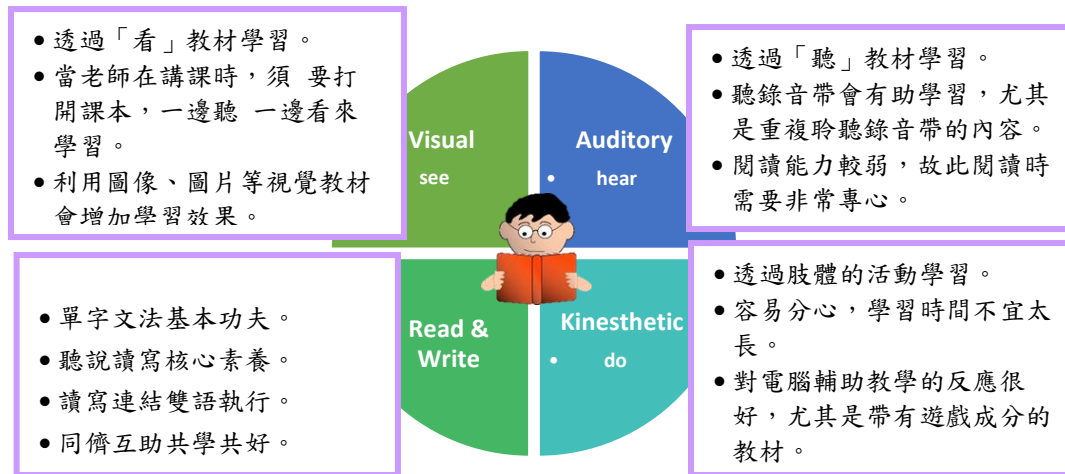 • 透過「看」教材學習。
• 當老師在講課時，須 要打
開課本，一邊聽 一邊看來
學習。
• 利用圖像、圖片等視覺教材
會增加學習效果。
Visual
see
Auditory
• hear
• 透過「聽」教材學習。
• 聽錄音帶會有助學習，尤其
是重複聆聽錄音帶的內容。
• 閱讀能力較弱，故此閱讀時
需要非常專心。
• 單字文法基本功夫。
• 聽說讀寫核心素養。
• 讀寫連結雙語執行。
• 同儕互助共學共好。
Read &
Write
Kinesthetic
• do
• 透過肢體的活動學習。
• 容易分心，學習時間不宜太
長。
• 對電腦輔助教學的反應很
好，尤其是帶有遊戲成分的
教材。